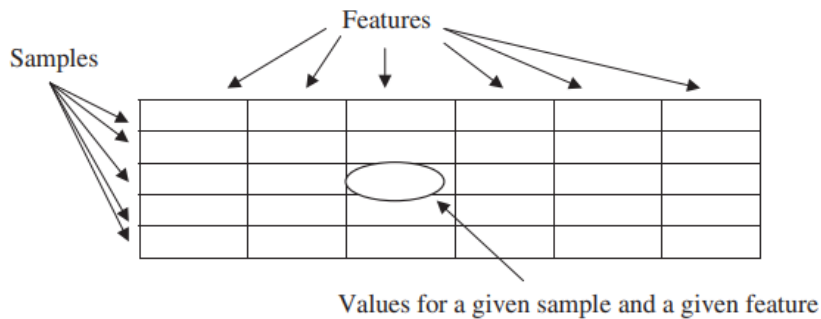 Features
Samples
Values for a given sample and a given feature